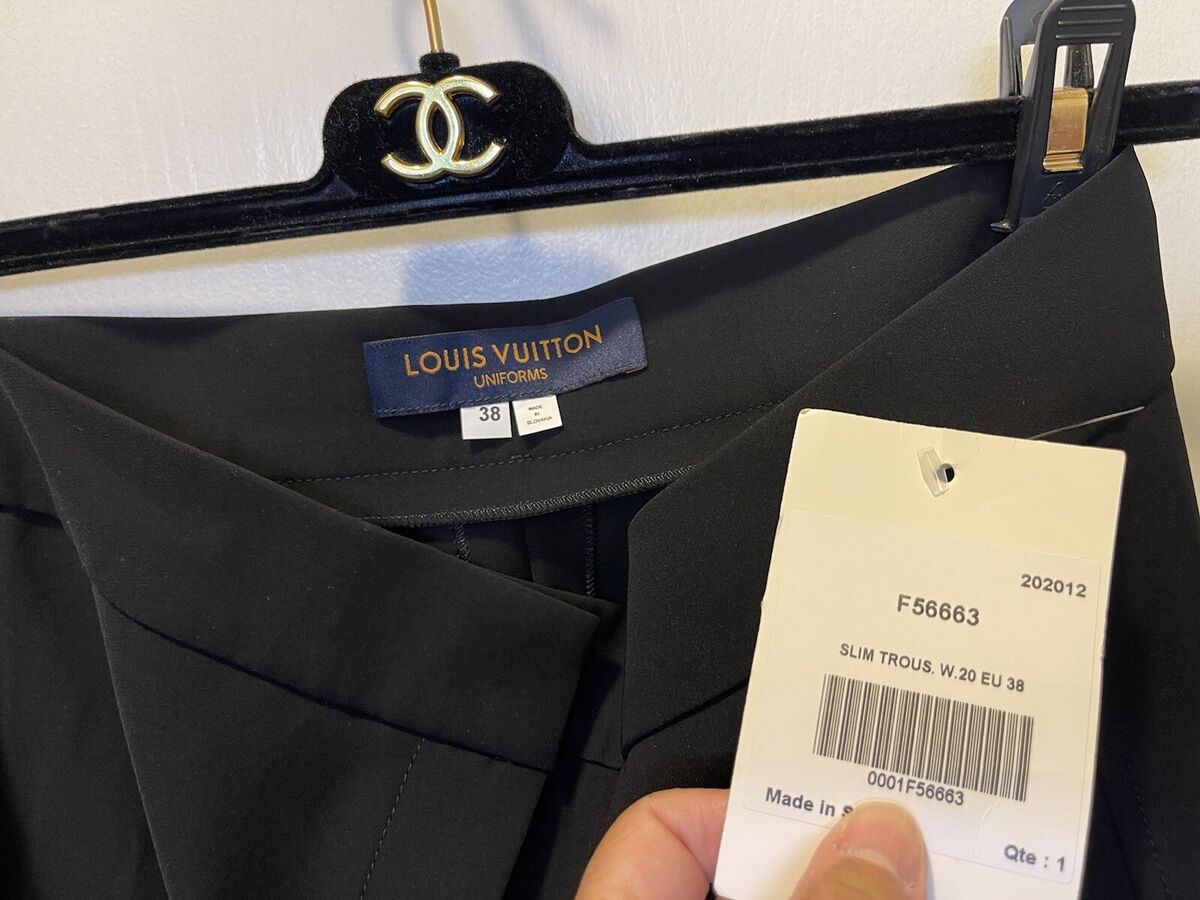 LOUIS VUITTON
UNIFORMS
38
MADE
IN
SLOVAKIA
202012
F56663
SLIM TROUS. W.20 EU 38
0001F56663
Made in
Qte : 1